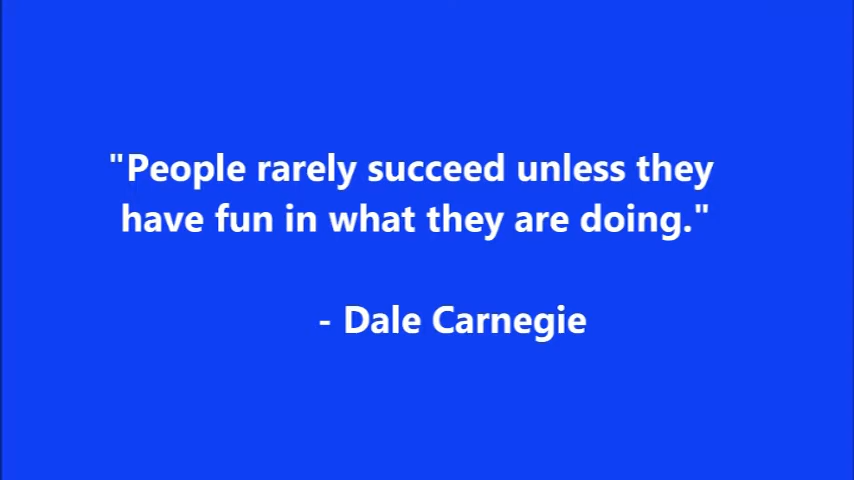 "People rarely succeed unless they
have fun in what they are doing."
- Dale Carnegie